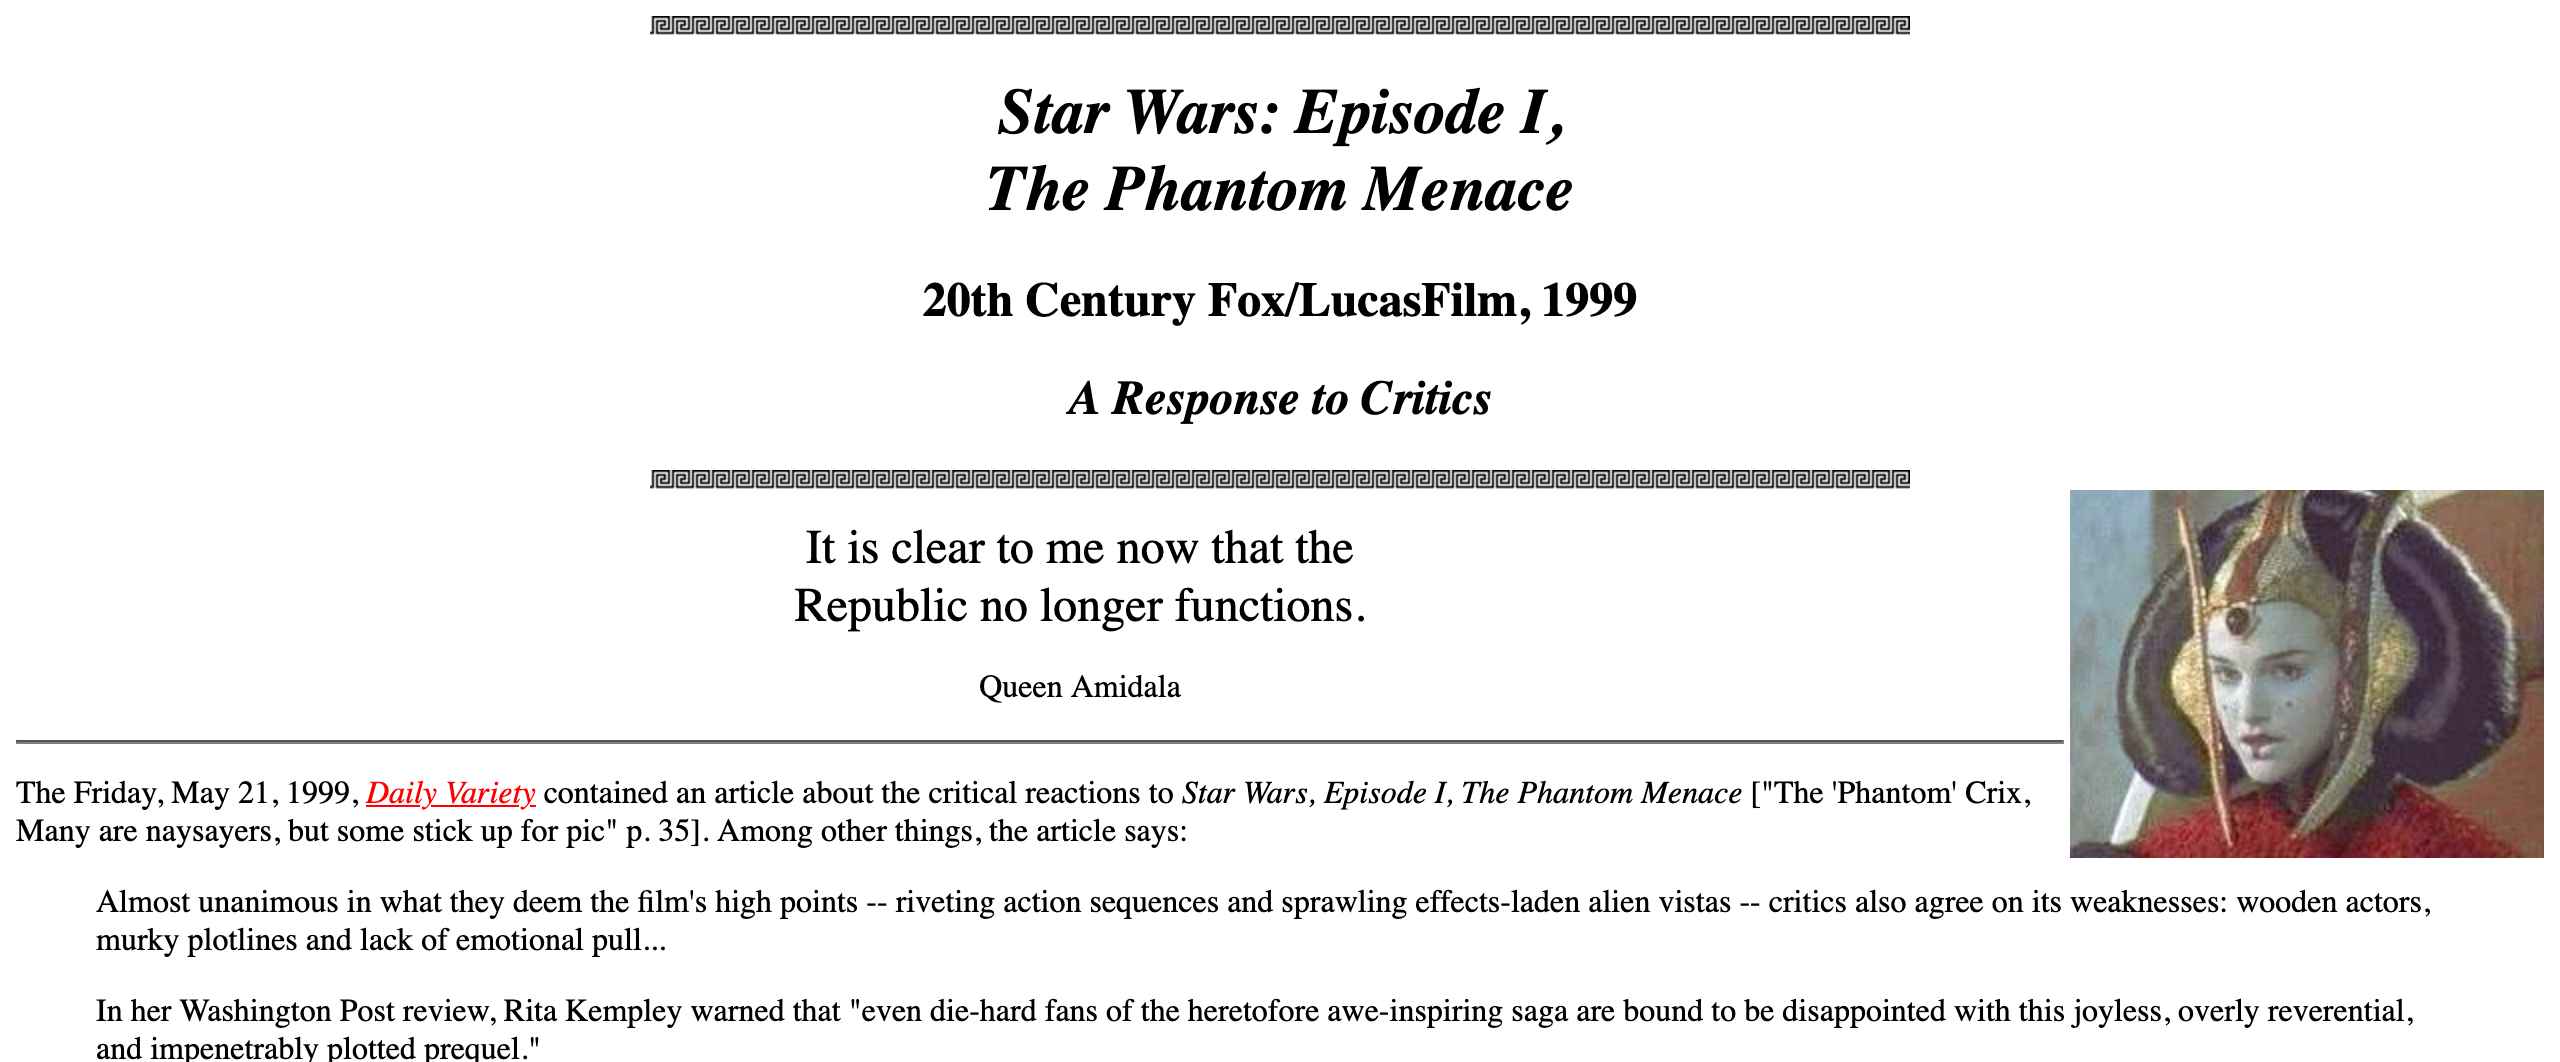 Star Wars: Episode I,
The Phantom Menace
20th Century Fox/LucasFilm, 1999
A Response to Critics
It is clear to me now that the
Republic no longer functions.
Queen Amidala
The Friday, May 21, 1999, Daily Variety contained an article about the critical reactions to Star Wars, Episode I, The Phantom Menace ["The 'Phantom' Crix,
Many are naysayers, but some stick up for pic" p. 35]. Among other things, the article says:
Almost unanimous in what they deem the film's high points -- riveting action sequences and sprawling effects-laden alien vistas -- critics also agree on its weaknesses: wooden actors,
murky plotlines and lack of emotional pull...
In her Washington Post review, Rita Kempley warned that "even die-hard fans of the heretofore awe-inspiring saga are bound to be disappointed with this joyless, overly reverential,
and impenetrably plotted prequel."